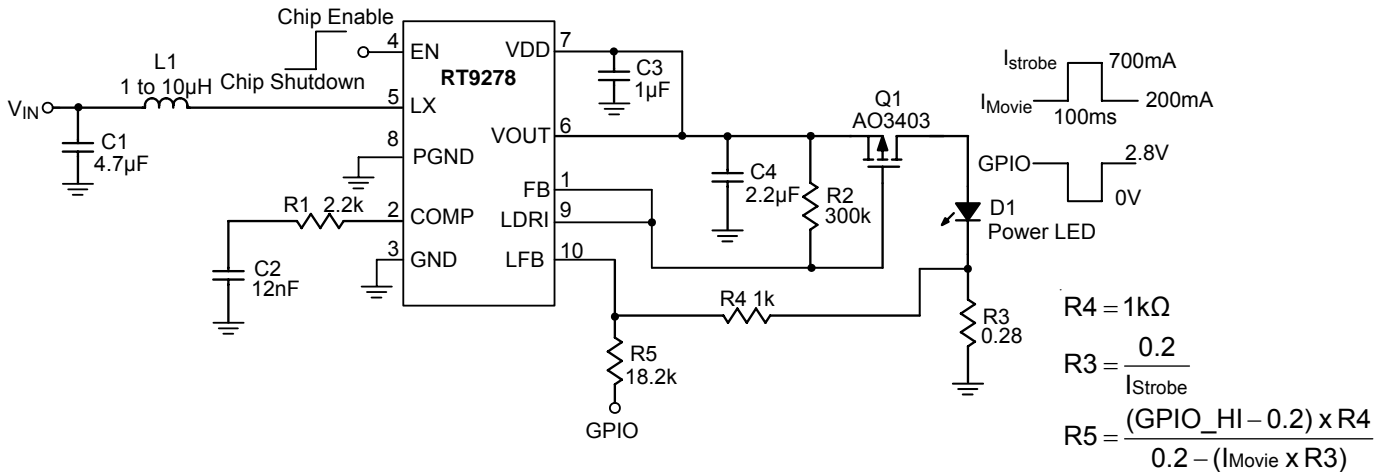 Chip Enable
Chip Shutdown
L1
1 to 10µH
VIN
C1
4.7µF
R1 2.2k
C2
12nF
4 EN
5 LX
8 PGND
2 COMP
3 GND
RT9278
VDD 7
VOUT 6
FB 1
LDRI 9
LFB 10
C3
1µF
C4
2.2µF
R2
300k
Q1
AO3403
D1
Power LED
R4 1k
R3
0.28
R5
18.2k
GPIO
Istrobe 700mA
IMovie 200mA
100ms
GPIO 2.8V
0V
R4 = 1kΩ
R3 = 0.2 / IStrobe
R5 = (GPIO_HI – 0.2) x R4 / 0.2 – (IMovie x R3)